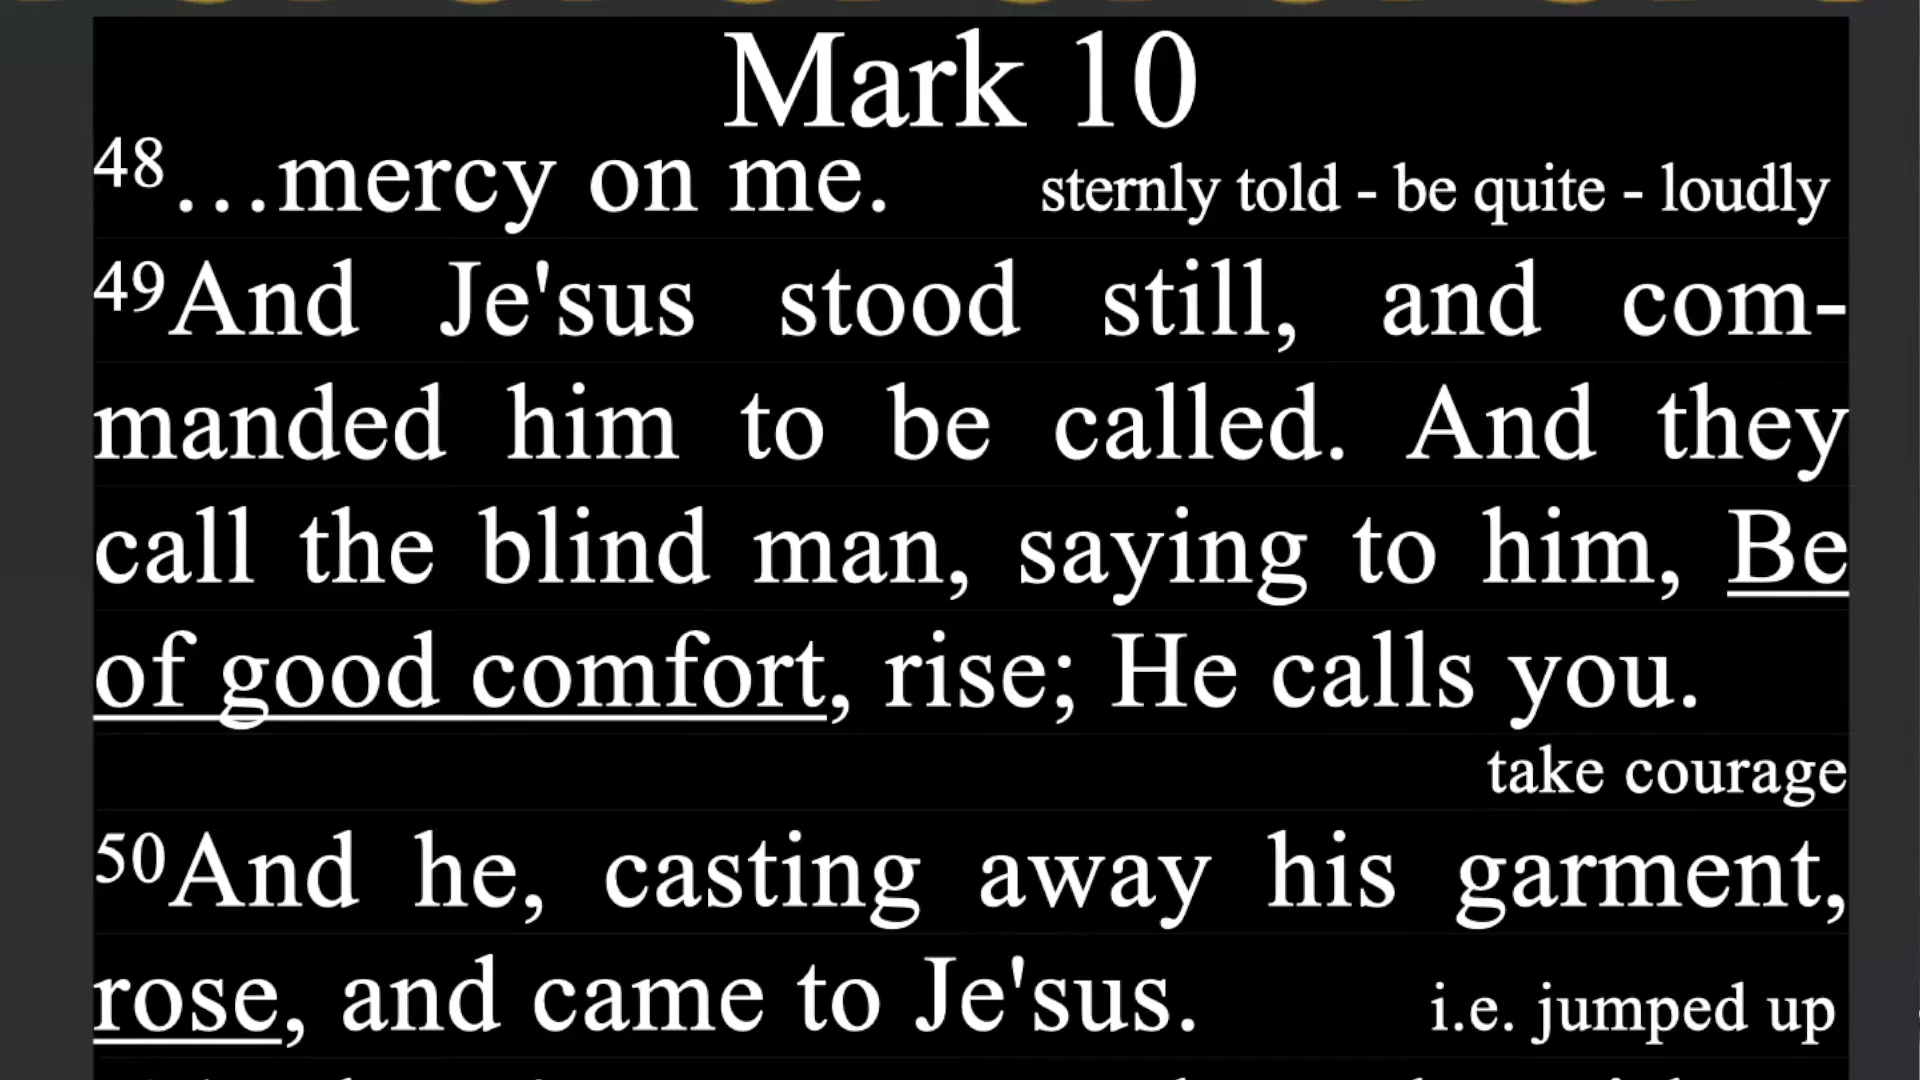 Mark 10
48...mercy on me. sternly told - be quite - loudly
49And Je'sus stood still, and com-
manded him to be called. And they
call the blind man, saying to him, Be
of good comfort, rise; He calls you.
take courage
50And he, casting away his garment,
rose, and came to Je'sus. i.e. jumped up